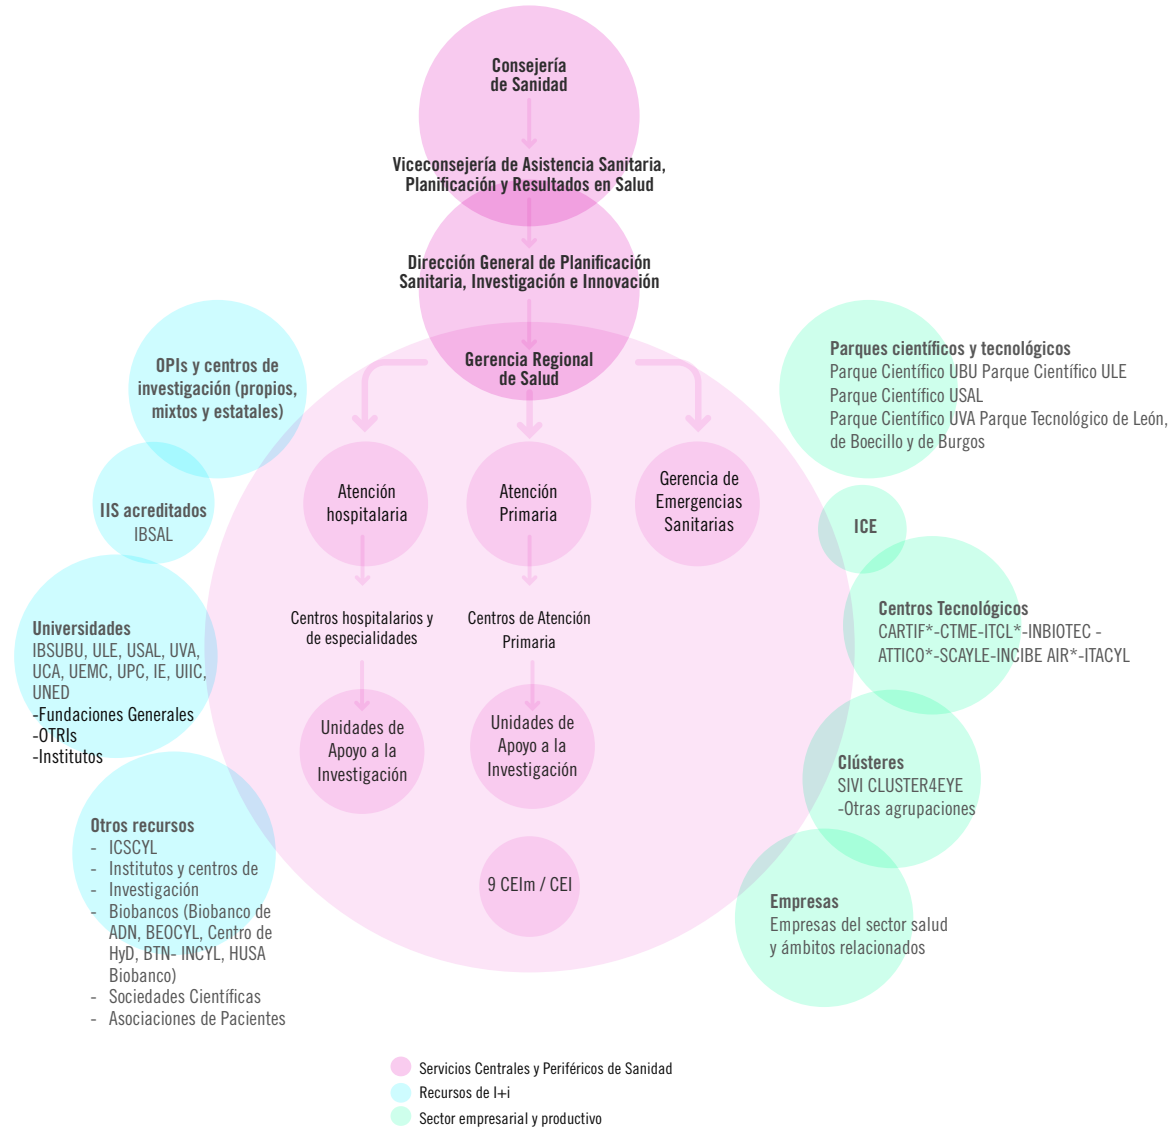 Consejería
de Sanidad
Viceconsejería de Asistencia Sanitaria,
Planificación y Resultados en Salud
Dirección General de Planificación
Sanitaria, Investigación e Innovación
Gerencia Regional
de Salud
OPIs y centros de
investigación (propios,
mixtos y estatales)
IIS acreditados
IBSAL
Universidades
IBSUBU, ULE, USAL, UVA,
UCA, UEMC, UPC, IE, UIIC,
UNED
-Fundaciones Generales
-OTRIs
-Institutos
Otros recursos
- ICSCYL
- Institutos y centros de
- Investigación
- Biobancos (Biobanco de
ADN, BEOCYL, Centro de
HyD, BTN- INCYL, HUSA
Biobanco)
- Sociedades Científicas
- Asociaciones de Pacientes
Atención
hospitalaria
Centros hospitalarios y
de especialidades
Unidades de
Apoyo a la
Investigación
Atención
Primaria
Centros de Atención
Primaria
Unidades de
Apoyo a la
Investigación
9 CEIm / CEI
Gerencia de
Emergencias
Sanitarias
Parques científicos y tecnológicos
Parque Científico UBU Parque Científico ULE
Parque Científico USAL
Parque Científico UVA Parque Tecnológico de León,
de Boecillo y de Burgos
ICE
Centros Tecnológicos
CARTIF*-CTME-ITCL*-INBIOTEC -
ATTICO*-SCAYLE-INCIBE AIR*-ITACYL
Clústeres
SIVI CLUSTER4EYE
-Otras agrupaciones
Empresas
Empresas del sector salud
y ámbitos relacionados
Servicios Centrales y Periféricos de Sanidad
Recursos de I+i
Sector empresarial y productivo